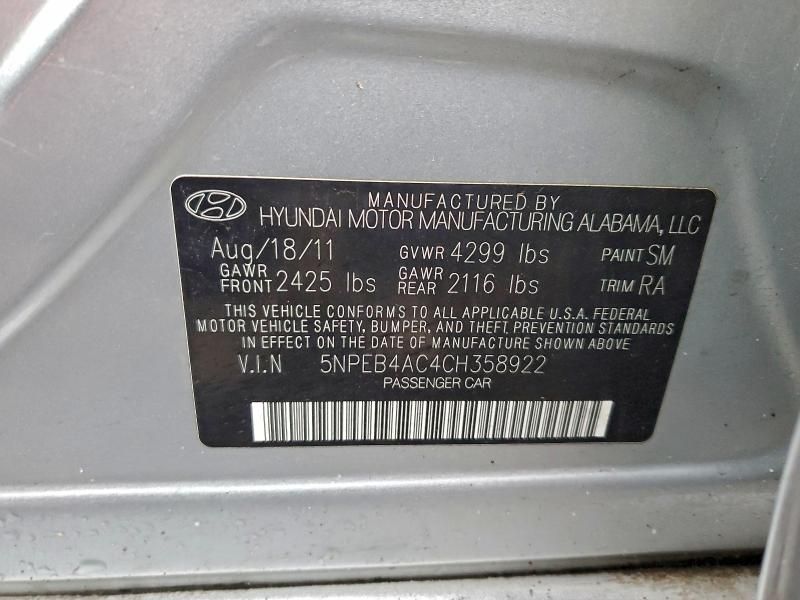 MANUFACTURED BY
HYUNDAI MOTOR MANUFACTURING ALABAMA, LLC
Aug/18/11 GVWR 4299 lbs PAINT SM
GAWR FRONT 2425 lbs GAWR REAR 2116 lbs TRIM RA
THIS VEHICLE CONFORMS TO ALL APPLICABLE U.S.A. FEDERAL
MOTOR VEHICLE SAFETY, BUMPER, AND THEFT PREVENTION STANDARDS
IN EFFECT ON THE DATE OF MANUFACTURE SHOWN ABOVE.
V.I.N 5NPEB4AC4CH358922
PASSENGER CAR